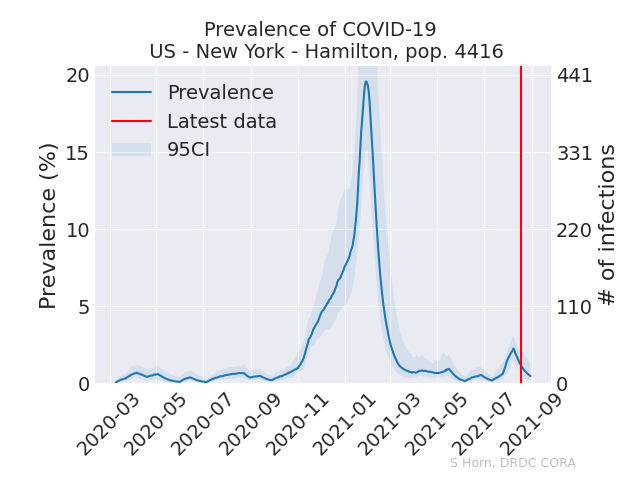 Prevalence of COVID-19
US - New York - Hamilton, pop. 4416
Prevalence
Latest data
95CI
20
15
10
5
0
Prevalence (%)
441
331
220
110
0
# of infections
2020-03
2020-05
2020-07
2020-09
2020-11
2021-01
2021-03
2021-05
2021-07
2021-09
S Horn, DRDC CORA